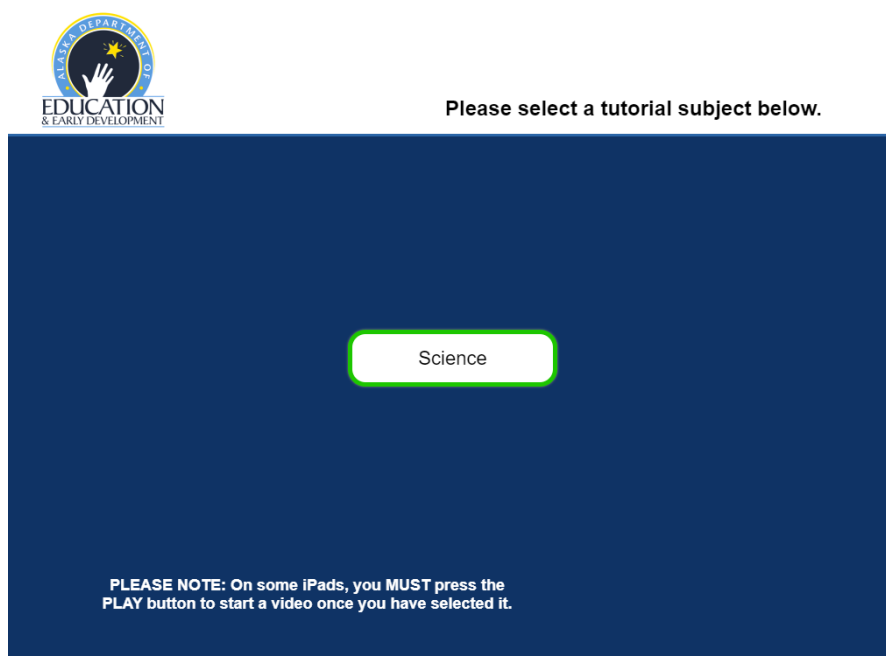 ALASKA DEPARTMENT OF
EDUCATION
& EARLY DEVELOPMENT
Please select a tutorial subject below.
Science
PLEASE NOTE: On some iPads, you MUST press the
PLAY button to start a video once you have selected it.